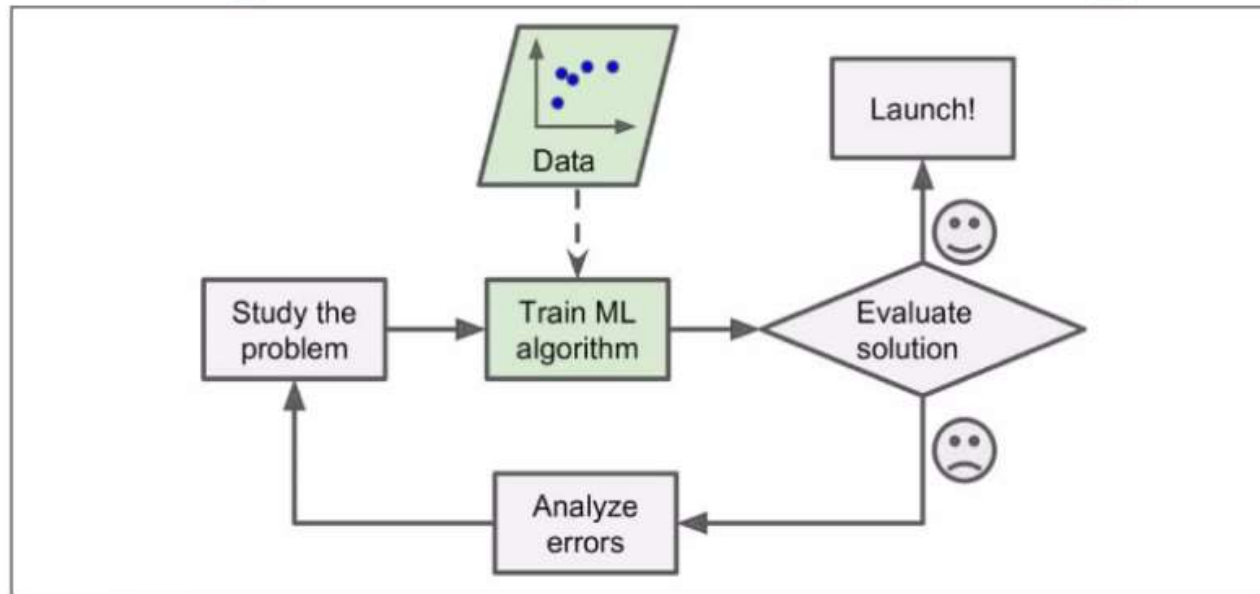 Data
Launch!
Study the
problem
Train ML
algorithm
Evaluate
solution
Analyze
errors